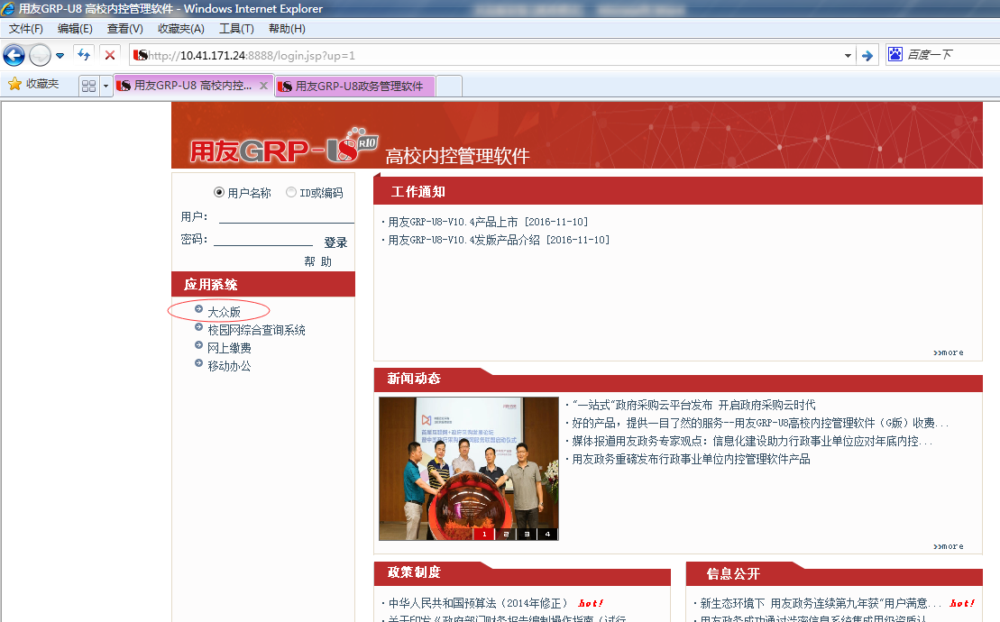 用友GRP-U8 高校内控管理软件 - Windows Internet Explorer
文件(F) 编辑(E) 查看(V) 收藏夹(A) 工具(T) 帮助(H)
http://10.41.171.24:8888/login.jsp?up=1
百度一下
收藏夹
用友GRP-U8 高校内控...
用友GRP-U8政务管理软件
用友GRP-U8 R10 高校内控管理软件
用户名称 ID或编码
用户:
密码: 登录
帮 助
应用系统
大众版
校园网综合查询系统
网上缴费
移动办公
工作通知
·用友GRP-U8-V10.4产品上市 [2016-11-10]
·用友GRP-U8-V10.4发版产品介绍 [2016-11-10]
>>more
新闻动态
首届互联网+政府采购发展论坛
1 2 3 4
·“一站式”政府采购云平台发布 开启政府采购云时代
·好的产品，提供一目了然的服务--用友GRP-U8高校内控管理软件（G版）收费...
·媒体报道用友政务专家观点：信息化建设助力行政事业单位应对年底内控...
·用友政务重磅发布行政事业单位内控管理软件产品
>>more
政策制度
·中华人民共和国预算法（2014年修正） hot!
·关于印发《政府部门财务报告编制操作指南（试行
信息公开
·新生态环境下 用友政务连续第九年获“用户满意... hot!
·用友政务成功通过涉密信息系统集成甲级资质认